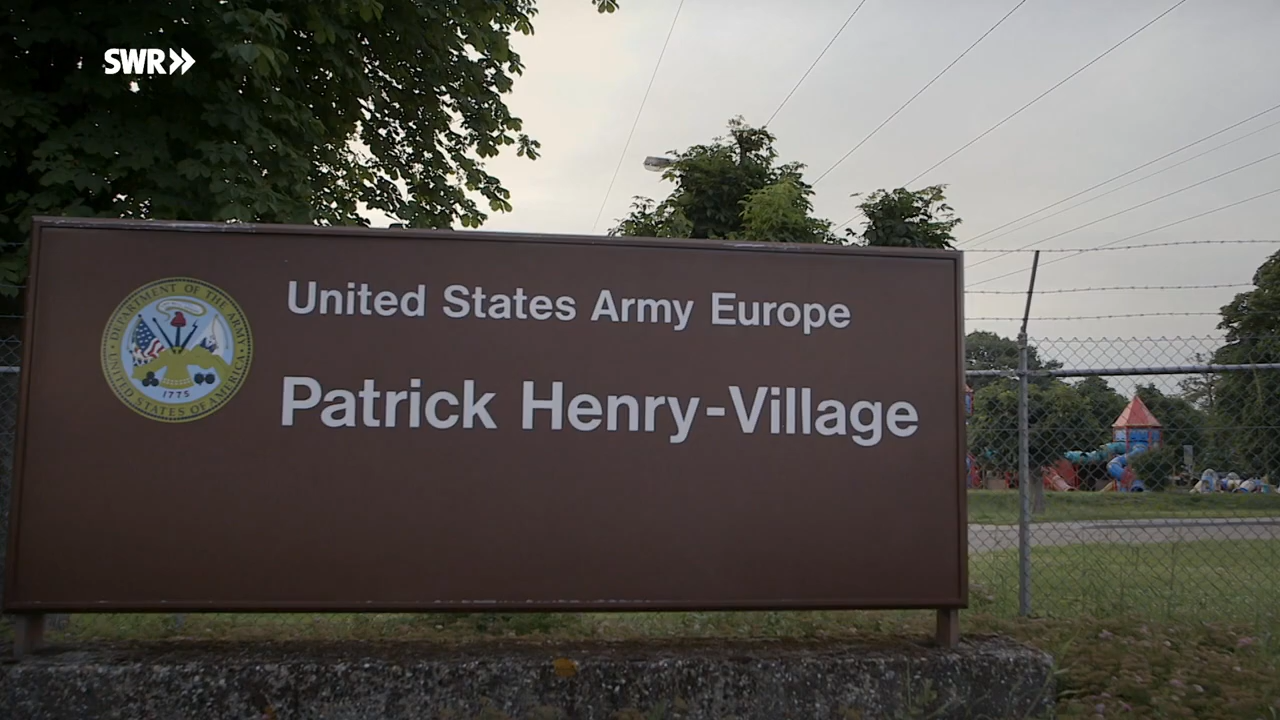 SWR»
United States Army Europe
Patrick Henry-Village
DEPARTMENT OF THE ARMY
UNITED STATES OF AMERICA
1775